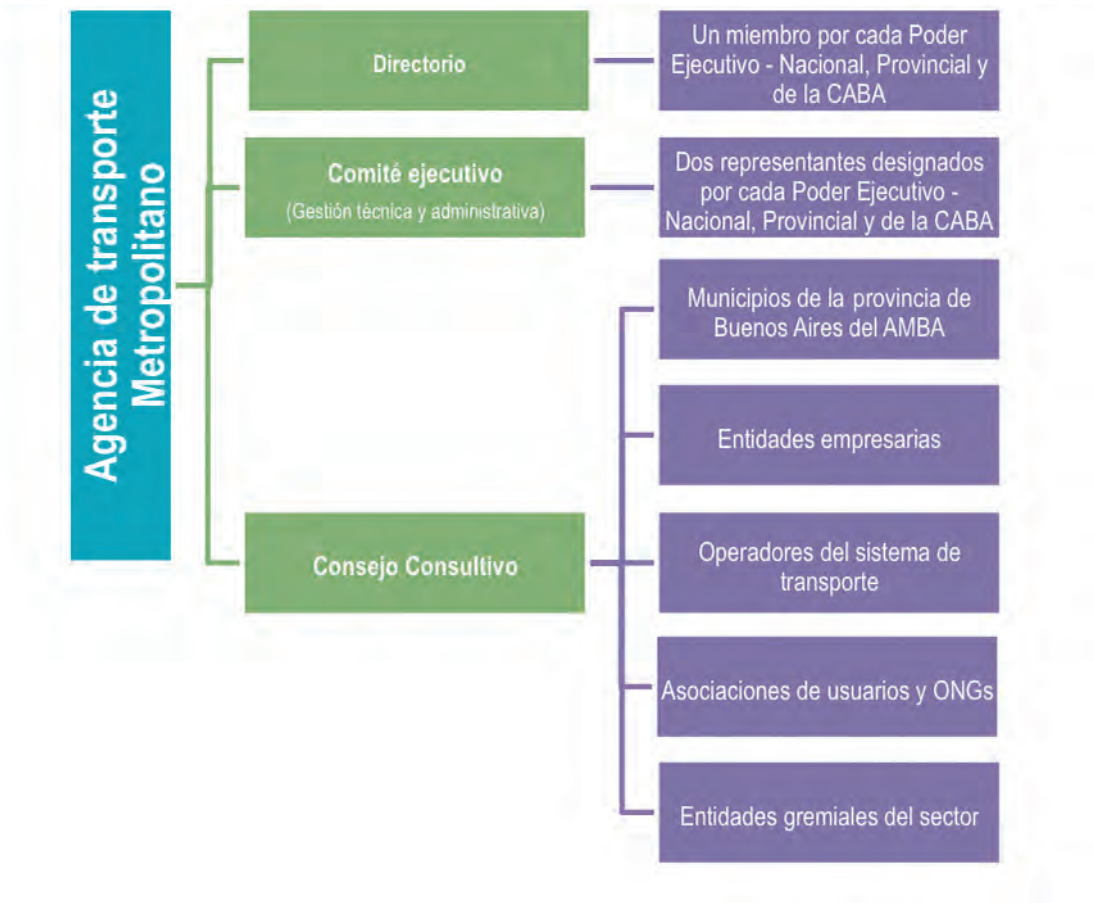 Agencia de transporte
Metropolitano
Directorio
Un miembro por cada Poder
Ejecutivo - Nacional, Provincial y
de la CABA
Comité ejecutivo
(Gestión técnica y administrativa)
Dos representantes designados
por cada Poder Ejecutivo -
Nacional, Provincial y de la CABA
Consejo Consultivo
Municipios de la provincia de
Buenos Aires del AMBA
Entidades empresarias
Operadores del sistema de
transporte
Asociaciones de usuarios y ONGs
Entidades gremiales del sector